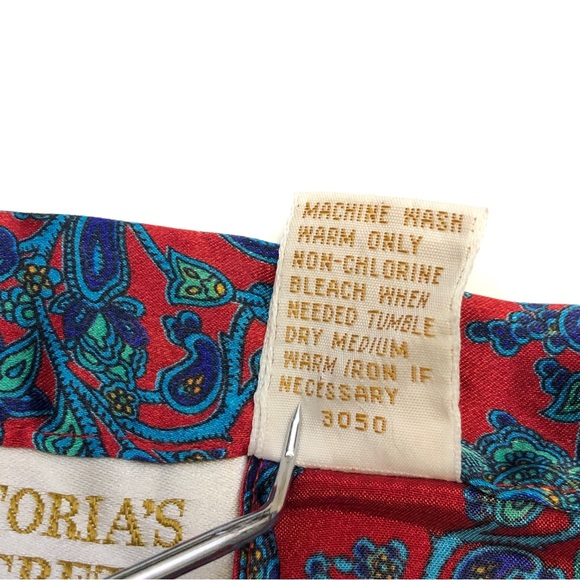 MACHINE WASH
WARM ONLY
NON-CHLORINE
BLEACH WHEN
NEEDED TUMBLE
DRY MEDIUM
WARM IRON IF
NECESSARY
3050
TORIA'S